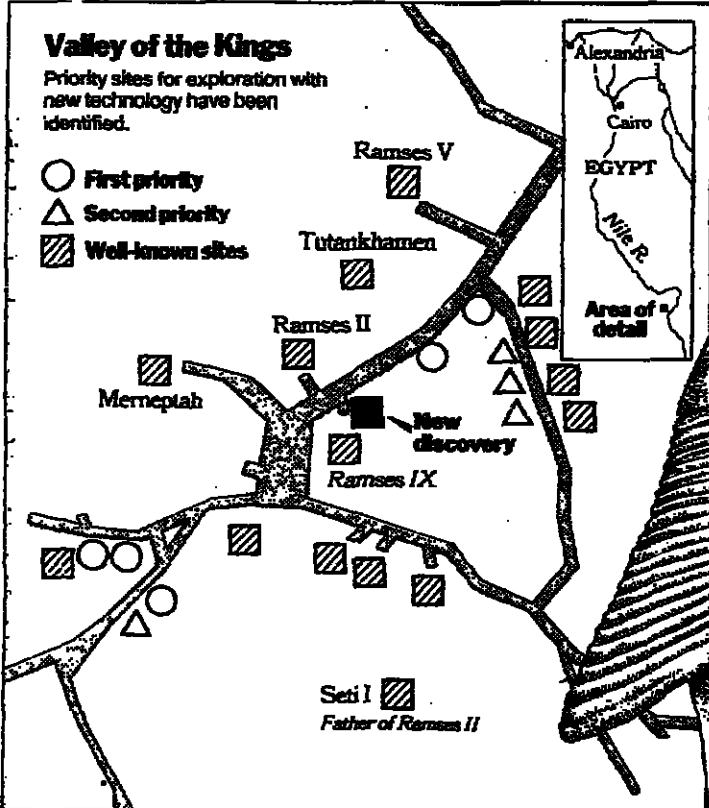 Valley of the Kings
Priority sites for exploration with
new technology have been
identified.
First priority
Second priority
Well-known sites
Ramses V
Tutankhamen
Ramses II
Merneptah
New
discovery
Ramses IX
Seti I
Father of Ramses II
Alexandria
Cairo
EGYPT
Nile R.
Area of
detail